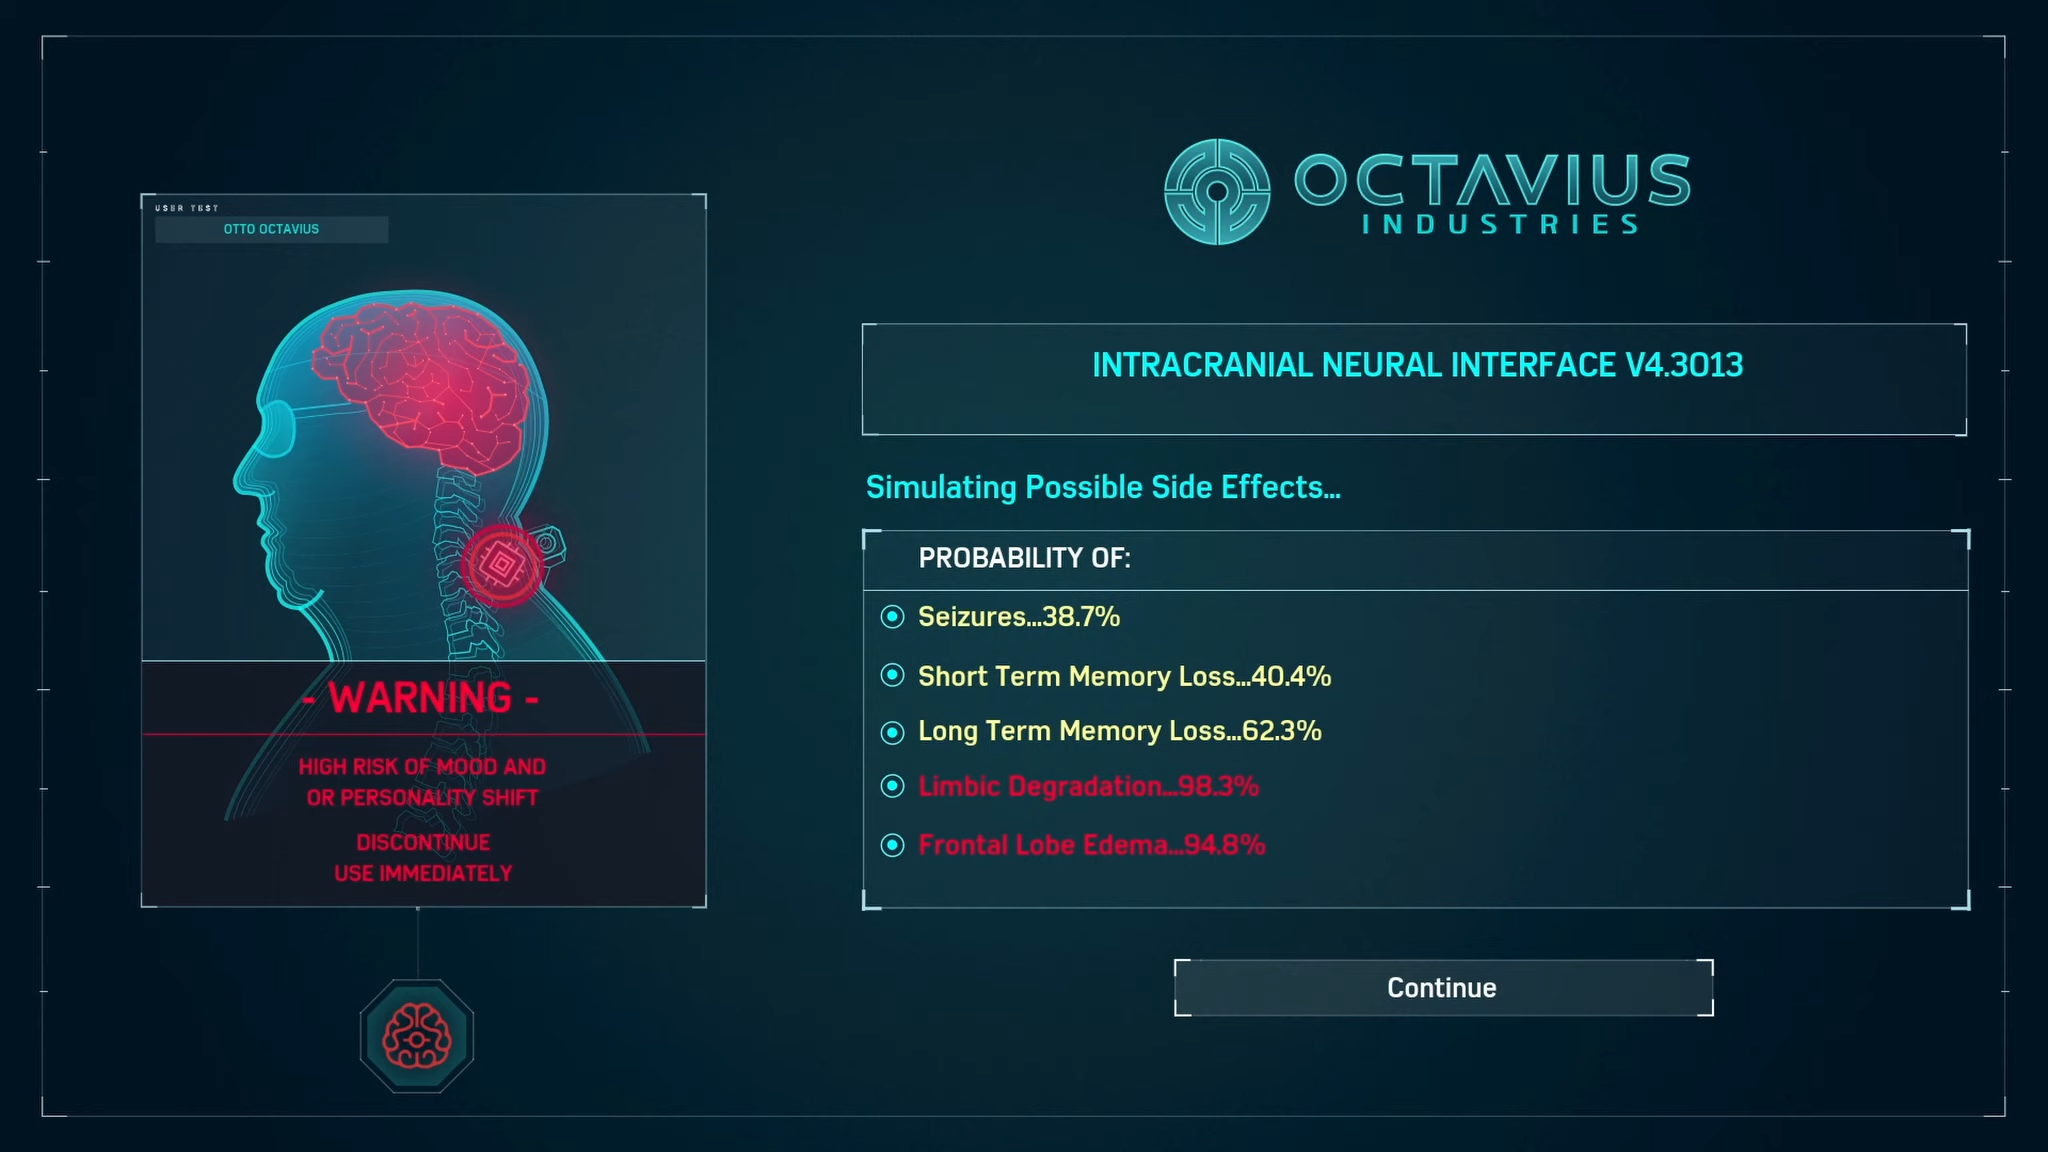 USER TEST
OTTO OCTAVIUS
- WARNING -
HIGH RISK OF MOOD AND
OR PERSONALITY SHIFT
DISCONTINUE
USE IMMEDIATELY
OCTAVIUS
INDUSTRIES
INTRACRANIAL NEURAL INTERFACE V4.3013
Simulating Possible Side Effects...
PROBABILITY OF:
Seizures...38.7%
Short Term Memory Loss...40.4%
Long Term Memory Loss...62.3%
Limbic Degradation...98.3%
Frontal Lobe Edema...94.8%
Continue